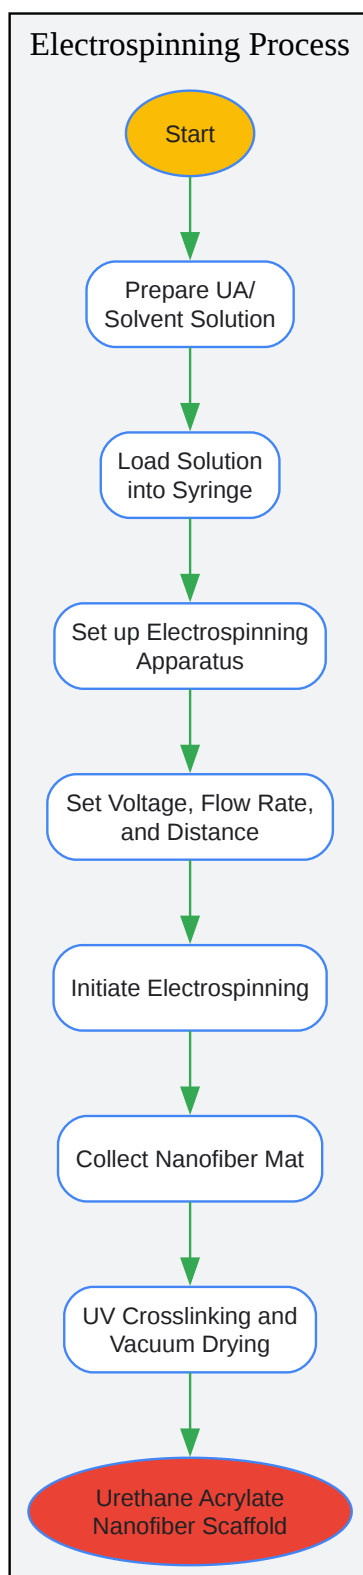 Electrospinning Process
Start
Prepare UA/
Solvent Solution
Load Solution
into Syringe
Set up Electrospinning
Apparatus
Set Voltage, Flow Rate,
and Distance
Initiate Electrospinning
Collect Nanofiber Mat
UV Crosslinking and
Vacuum Drying
Urethane Acrylate
Nanofiber Scaffold